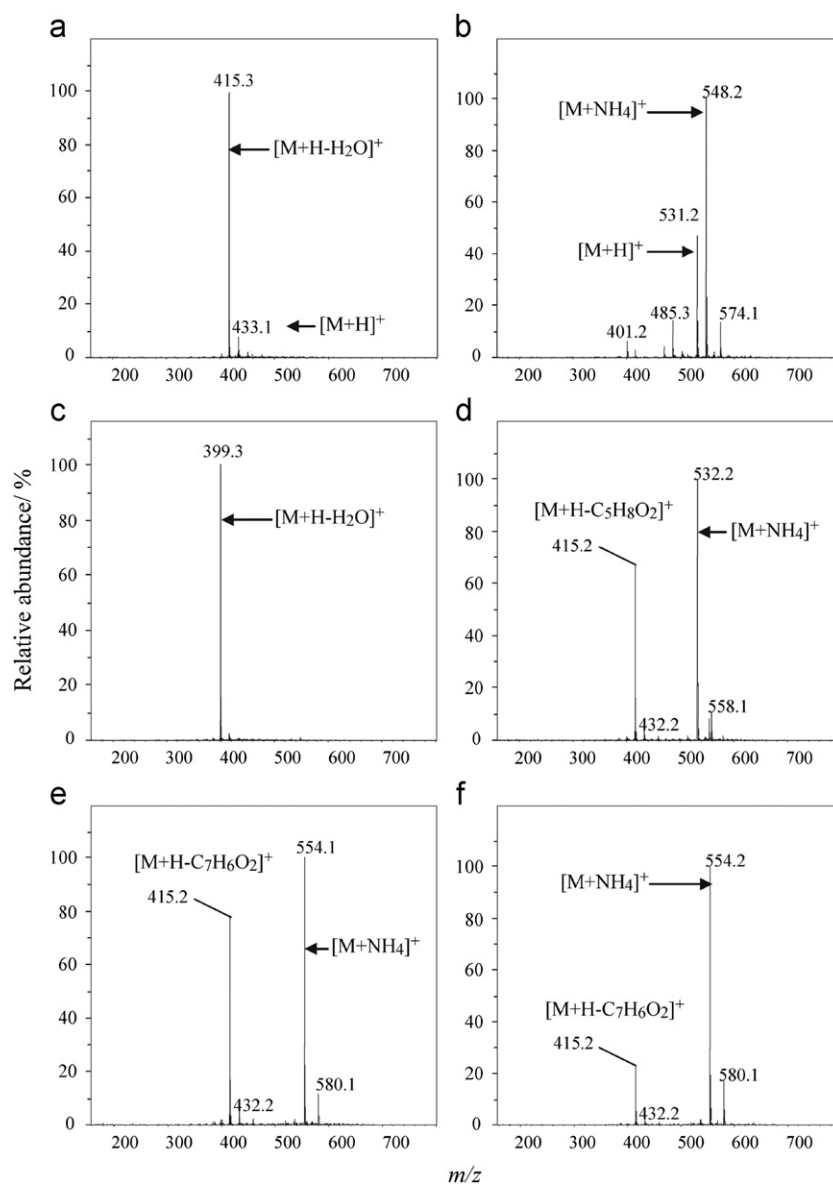 a
100
80
60
40
20
0
415.3
[M+H-H₂O]⁺
433.1
[M+H]⁺
200 300 400 500 600 700
b
100
80
60
40
20
0
548.2
[M+NH₄]⁺
531.2
[M+H]⁺
485.3
401.2
574.1
200 300 400 500 600 700
c
100
80
60
40
20
0
399.3
[M+H-H₂O]⁺
200 300 400 500 600 700
d
100
80
60
40
20
0
532.2
[M+H-C₅H₈O₂]⁺
415.2
[M+NH₄]⁺
432.2
558.1
200 300 400 500 600 700
Relative abundance/ %
e
100
80
60
40
20
0
554.1
[M+H-C₇H₆O₂]⁺
415.2
[M+NH₄]⁺
432.2
580.1
200 300 400 500 600 700
f
100
80
60
40
20
0
554.2
[M+NH₄]⁺
[M+H-C₇H₆O₂]⁺
415.2
432.2
580.1
200 300 400 500 600 700
m/z